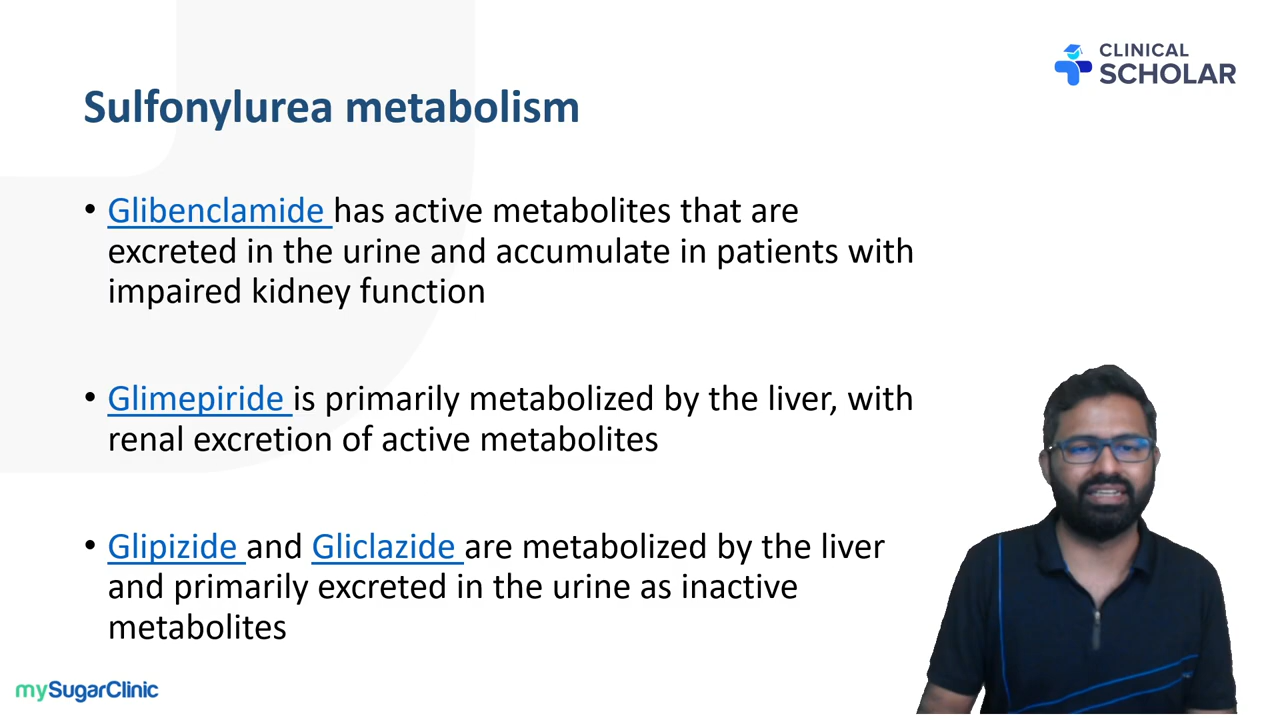 CLINICAL
SCHOLAR
Sulfonylurea metabolism
• Glibenclamide has active metabolites that are
excreted in the urine and accumulate in patients with
impaired kidney function
• Glimepiride is primarily metabolized by the liver, with
renal excretion of active metabolites
• Glipizide and Gliclazide are metabolized by the liver
and primarily excreted in the urine as inactive
metabolites
mySugarClinic